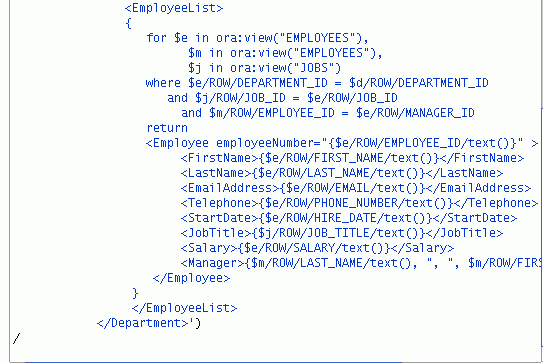 <EmployeeList>
{
for $e in ora:view("EMPLOYEES"),
$m in ora:view("EMPLOYEES"),
$j in ora:view("JOBS")
where $e/ROW/DEPARTMENT_ID = $d/ROW/DEPARTMENT_ID
and $j/ROW/JOB_ID = $e/ROW/JOB_ID
and $m/ROW/EMPLOYEE_ID = $e/ROW/MANAGER_ID
return
<Employee employeeNumber="{$e/ROW/EMPLOYEE_ID/text()}" >
<FirstName>{$e/ROW/FIRST_NAME/text()}</FirstName>
<LastName>{$e/ROW/LAST_NAME/text()}</LastName>
<EmailAddress>{$e/ROW/EMAIL/text()}</EmailAddress>
<Telephone>{$e/ROW/PHONE_NUMBER/text()}</Telephone>
<StartDate>{$e/ROW/HIRE_DATE/text()}</StartDate>
<JobTitle>{$j/ROW/JOB_TITLE/text()}</JobTitle>
<Salary>{$e/ROW/SALARY/text()}</Salary>
<Manager>{$m/ROW/LAST_NAME/text(), ", ", $m/ROW/FIRS
</Employee>
}
</EmployeeList>
</Department>')
/